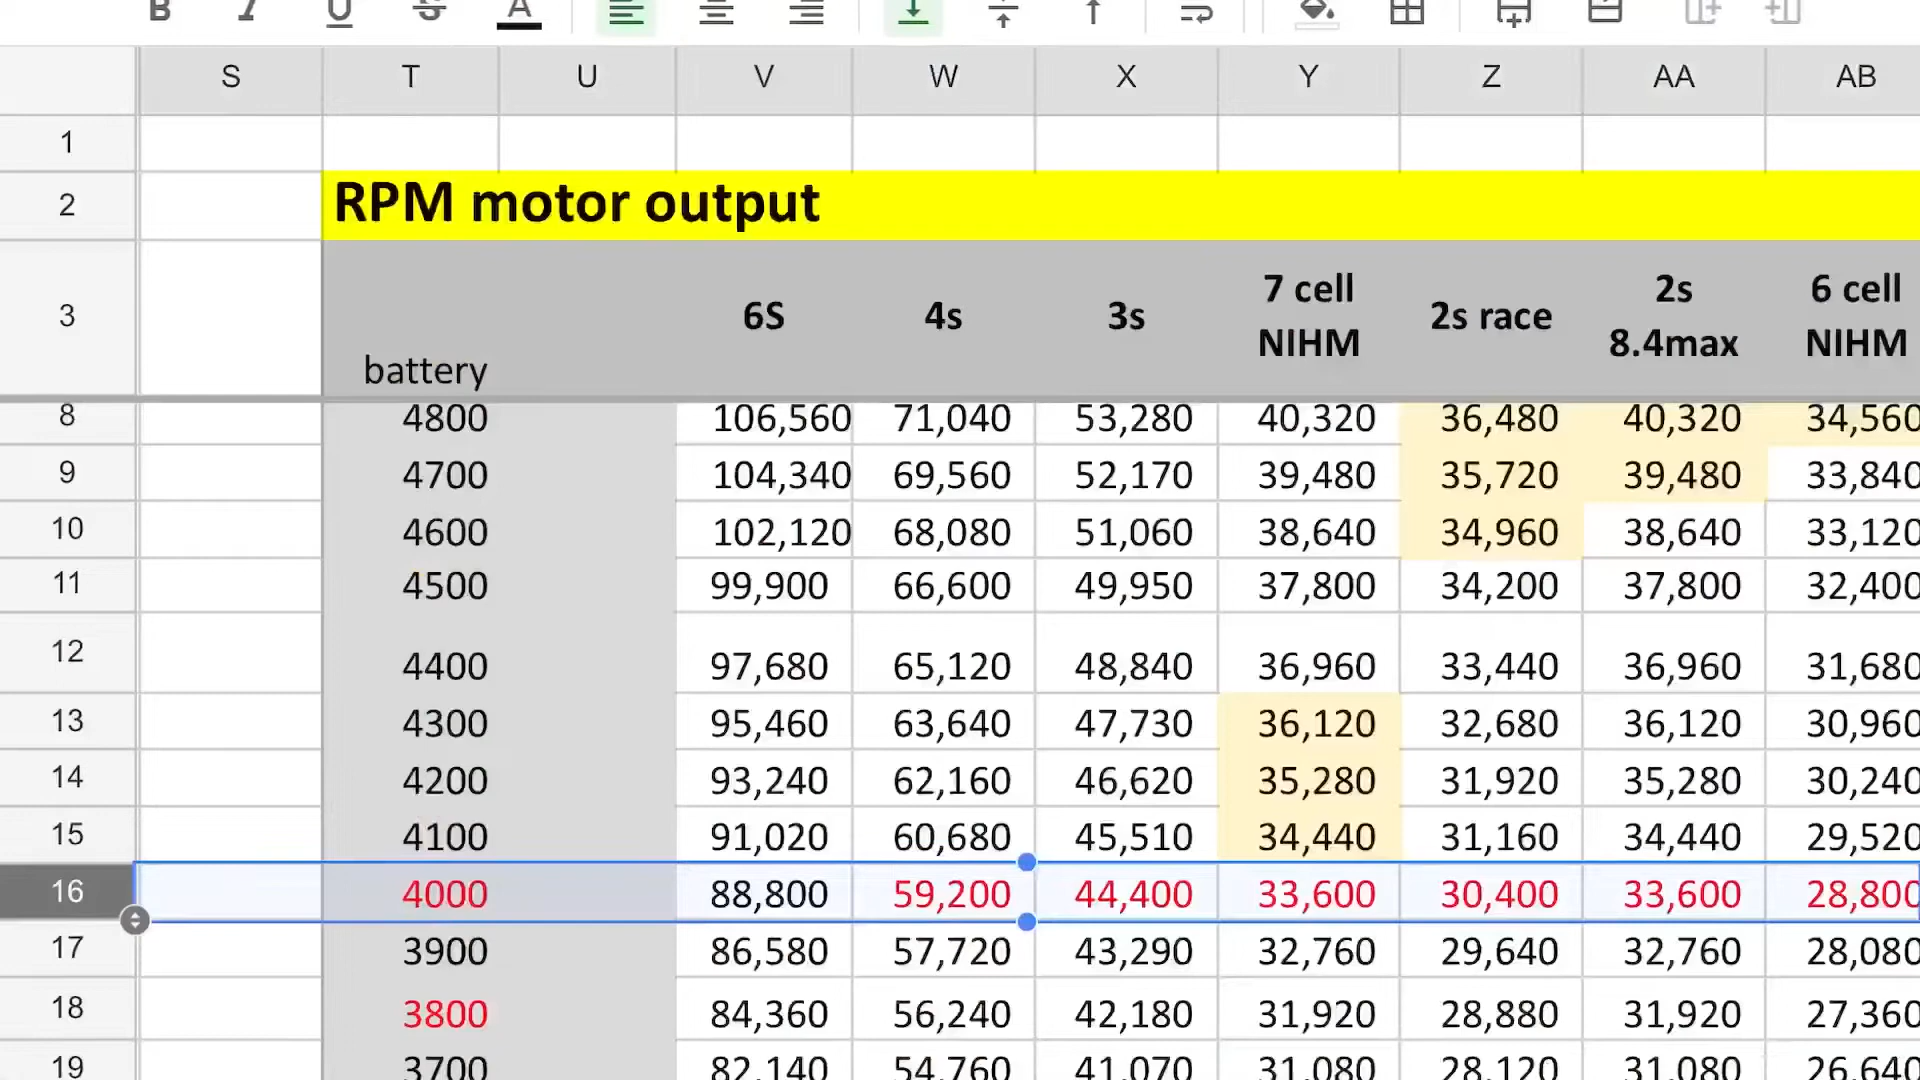 B I U S A
S T U V W X Y Z AA AB
1
2 RPM motor output
3 battery 6S 4s 3s 7 cell NIHM 2s race 2s 8.4max 6 cell NIHM
8 4800 106,560 71,040 53,280 40,320 36,480 40,320 34,560
9 4700 104,340 69,560 52,170 39,480 35,720 39,480 33,840
10 4600 102,120 68,080 51,060 38,640 34,960 38,640 33,120
11 4500 99,900 66,600 49,950 37,800 34,200 37,800 32,400
12 4400 97,680 65,120 48,840 36,960 33,440 36,960 31,680
13 4300 95,460 63,640 47,730 36,120 32,680 36,120 30,960
14 4200 93,240 62,160 46,620 35,280 31,920 35,280 30,240
15 4100 91,020 60,680 45,510 34,440 31,160 34,440 29,520
16 4000 88,800 59,200 44,400 33,600 30,400 33,600 28,800
17 3900 86,580 57,720 43,290 32,760 29,640 32,760 28,080
18 3800 84,360 56,240 42,180 31,920 28,880 31,920 27,360
19 3700 82,140 54,760 41,070 31,080 28,120 31,080 26,640